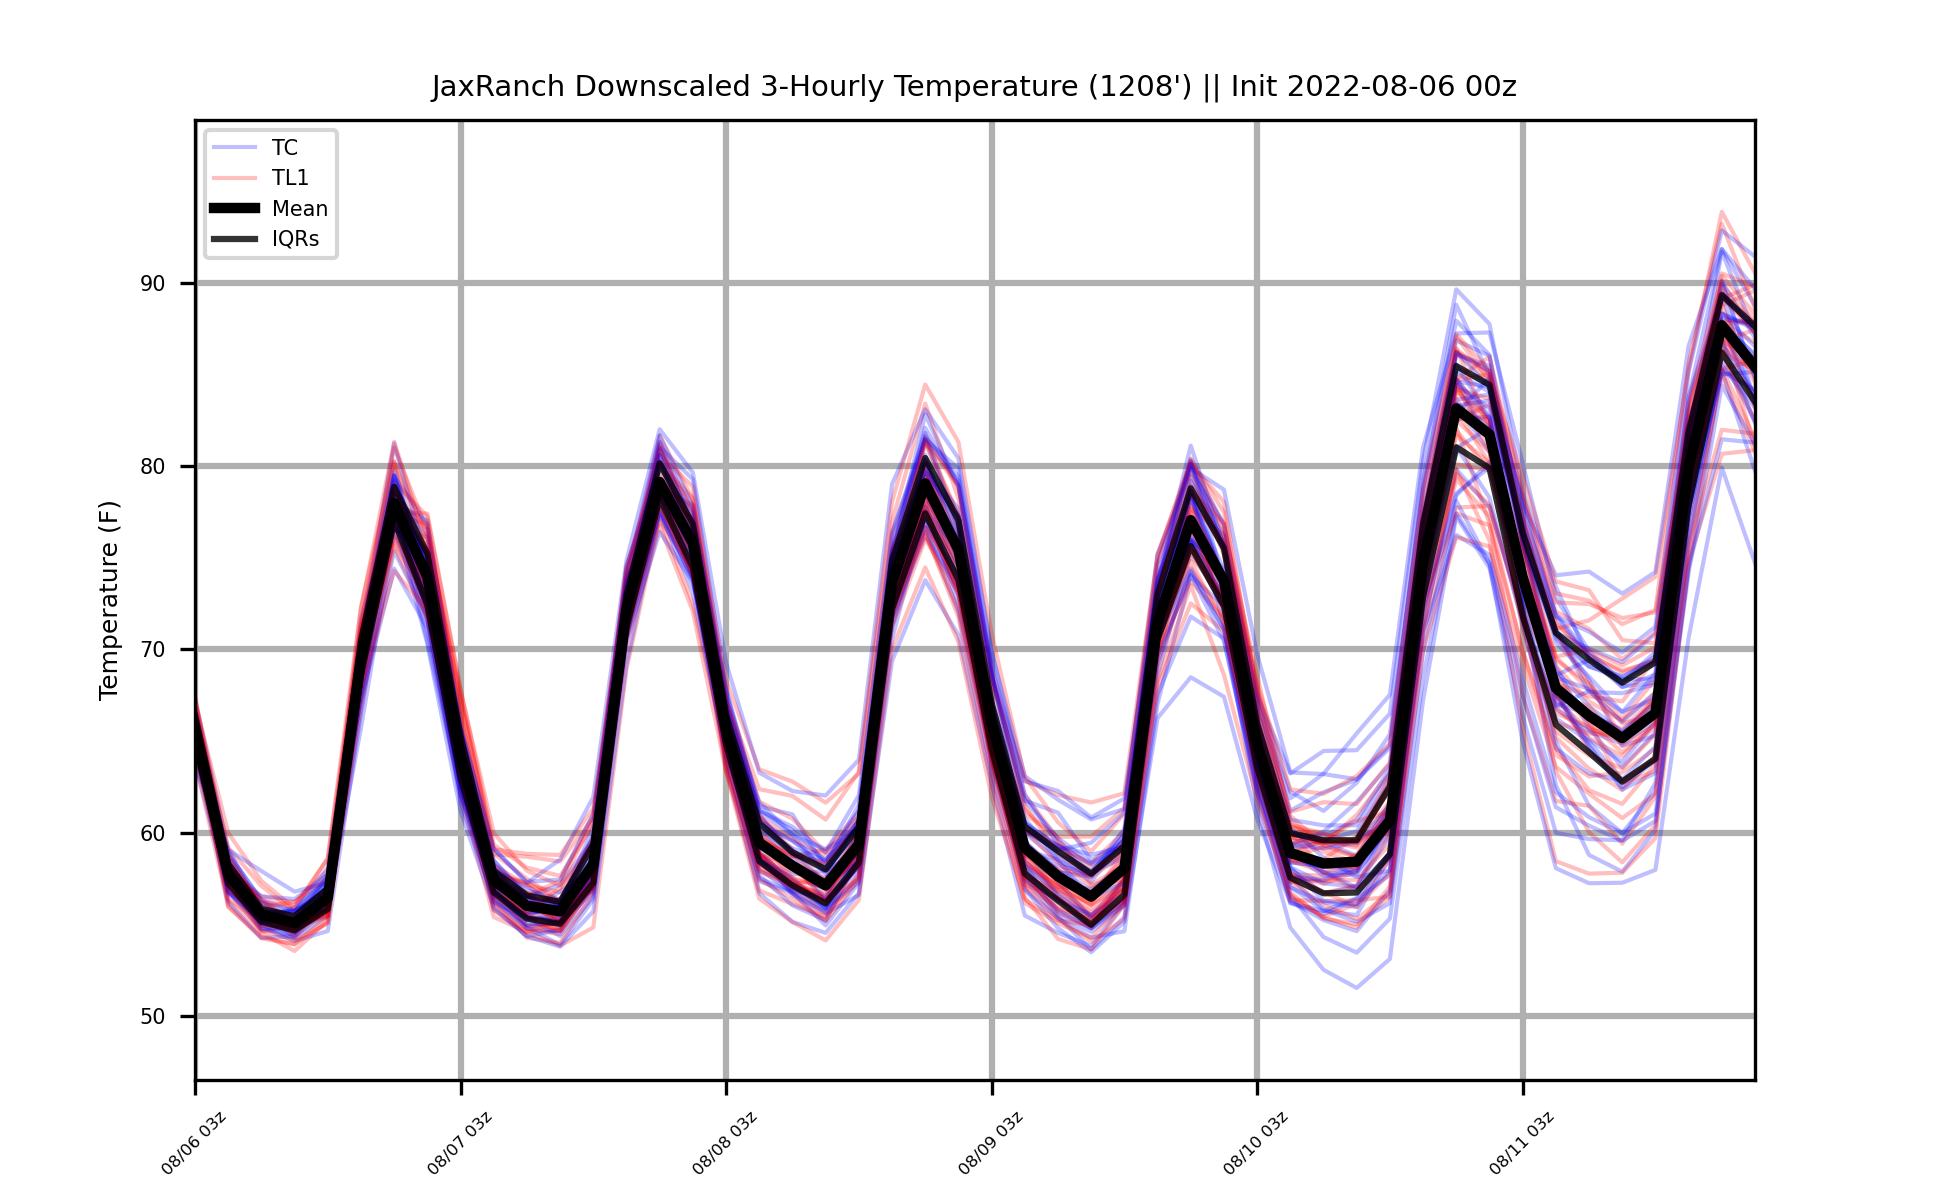 JaxRanch Downscaled 3-Hourly Temperature (1208') || Init 2022-08-06 00z
TC
TL1
Mean
IQRs
90
80
70
60
50
Temperature (F)
08/06 03z
08/07 03z
08/08 03z
08/09 03z
08/10 03z
08/11 03z